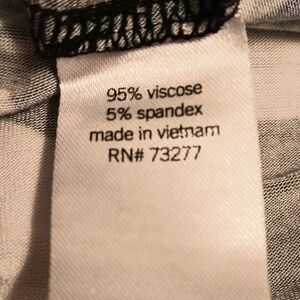 95% viscose
5% spandex
made in vietnam
RN# 73277